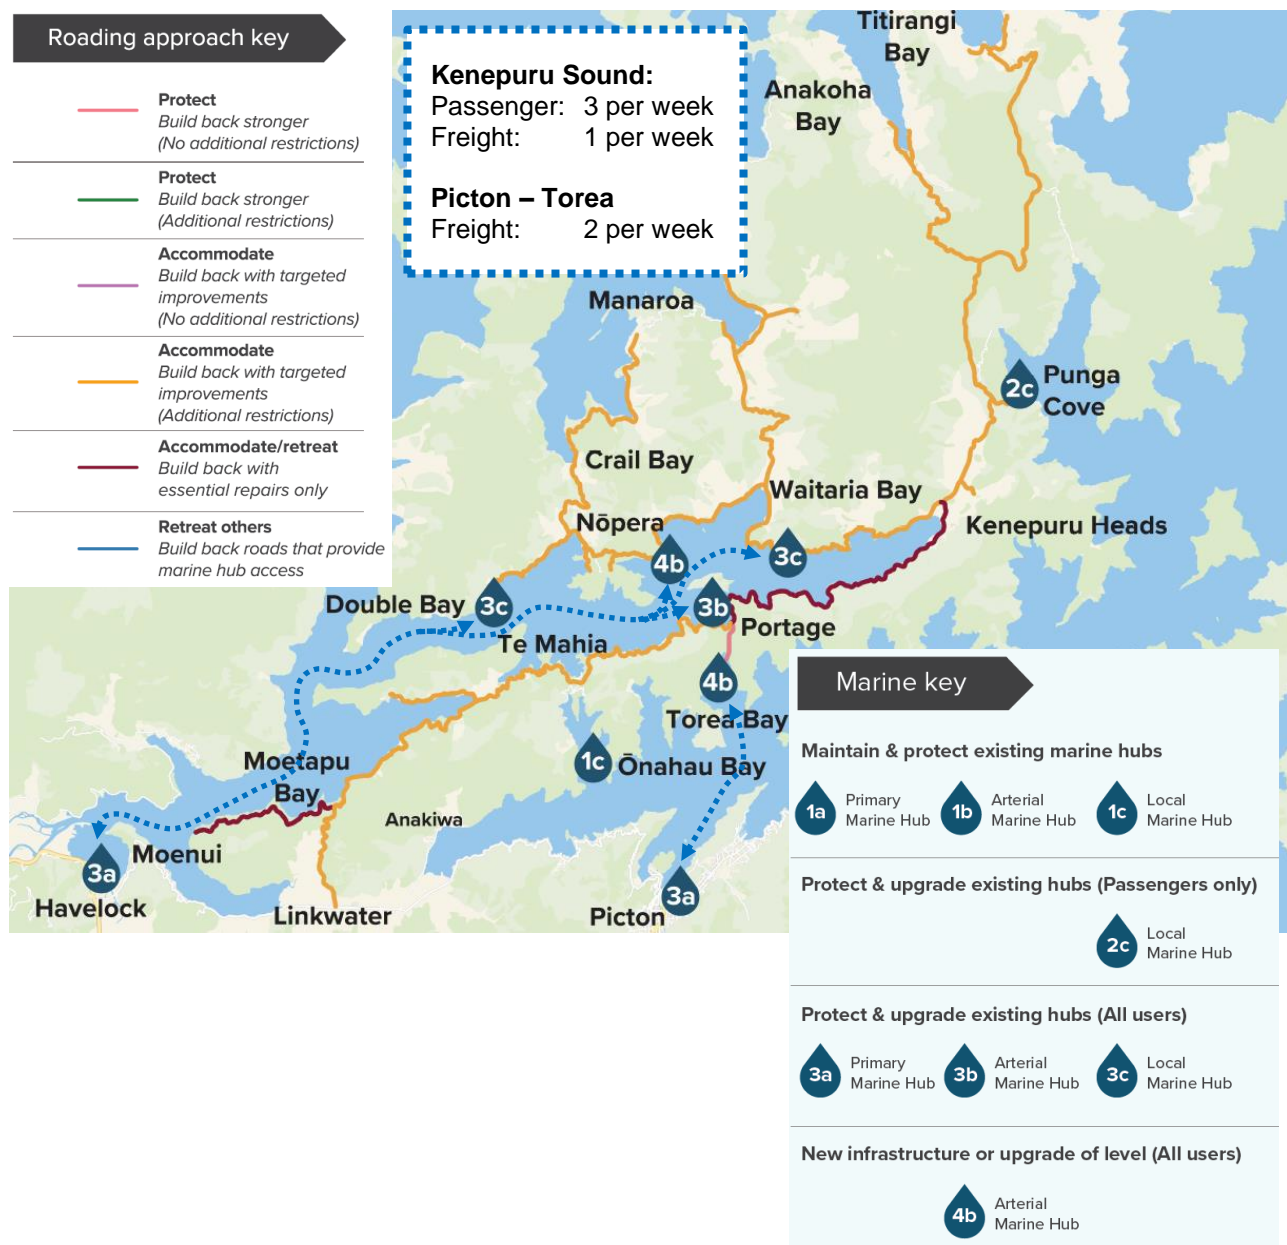 Roading approach key
Protect
Build back stronger
(No additional restrictions)
Protect
Build back stronger
(Additional restrictions)
Accommodate
Build back with targeted
improvements
(No additional restrictions)
Accommodate
Build back with targeted
improvements
(Additional restrictions)
Accommodate/retreat
Build back with
essential repairs only
Retreat others
Build back roads that provide
marine hub access
Kenepuru Sound:
Passenger: 3 per week
Freight: 1 per week
Picton – Torea
Freight: 2 per week
Titirangi
Bay
Anakoha
Bay
Manaroa
2c
Punga
Cove
Crail Bay
Waitaria Bay
Nōpera
Kenepuru Heads
4b
3c
Double Bay
3c
3b
Portage
Te Mahia
4b
Torea Bay
Moetapu
Bay
1c
Ōnahau Bay
Anakiwa
Moenui
3a
Havelock
Linkwater
Picton
3a
Marine key
Maintain & protect existing marine hubs
1a
Primary
Marine Hub
1b
Arterial
Marine Hub
1c
Local
Marine Hub
Protect & upgrade existing hubs (Passengers only)
2c
Local
Marine Hub
Protect & upgrade existing hubs (All users)
3a
Primary
Marine Hub
3b
Arterial
Marine Hub
3c
Local
Marine Hub
New infrastructure or upgrade of level (All users)
4b
Arterial
Marine Hub